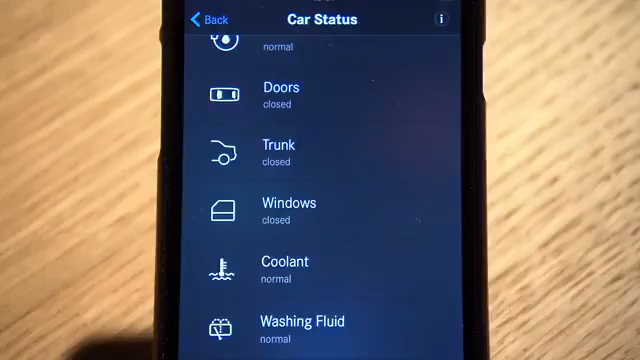 Back
Car Status
i
normal
Doors
closed
Trunk
closed
Windows
closed
Coolant
normal
Washing Fluid
normal